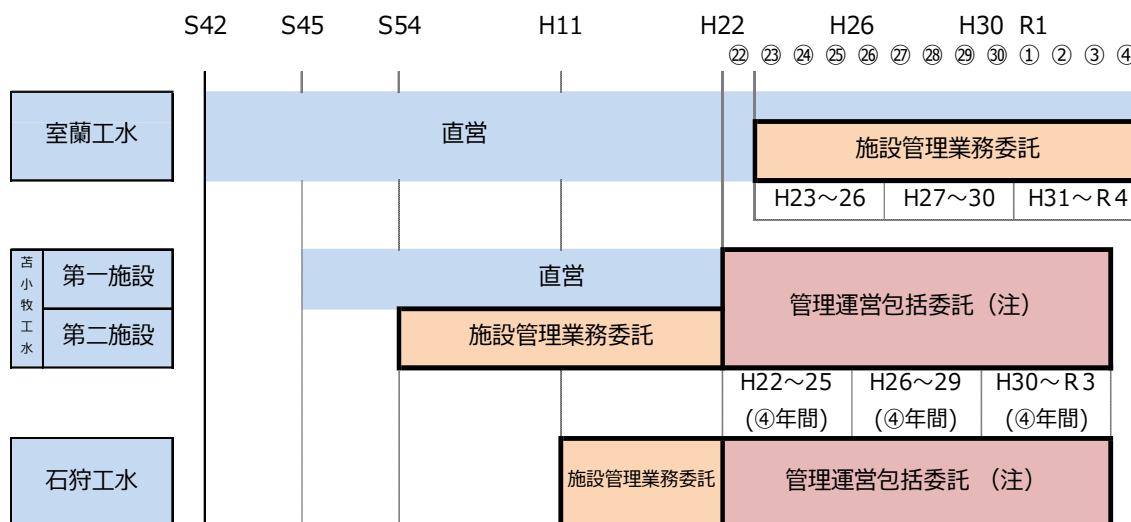 S42 S45 S54 H11 H22 H26 H30 R1
㉒ ㉓ ㉔ ㉕ ㉖ ㉗ ㉘ ㉙ ㉚ ① ② ③ ④
室蘭工水
直営
施設管理業務委託
H23～26 H27～30 H31～R4
苫小牧工水
第一施設
直営
管理運営包括委託（注）
第二施設
施設管理業務委託
H22～25 H26～29 H30～R3
(④年間) (④年間) (④年間)
石狩工水
施設管理業務委託
管理運営包括委託 （注）